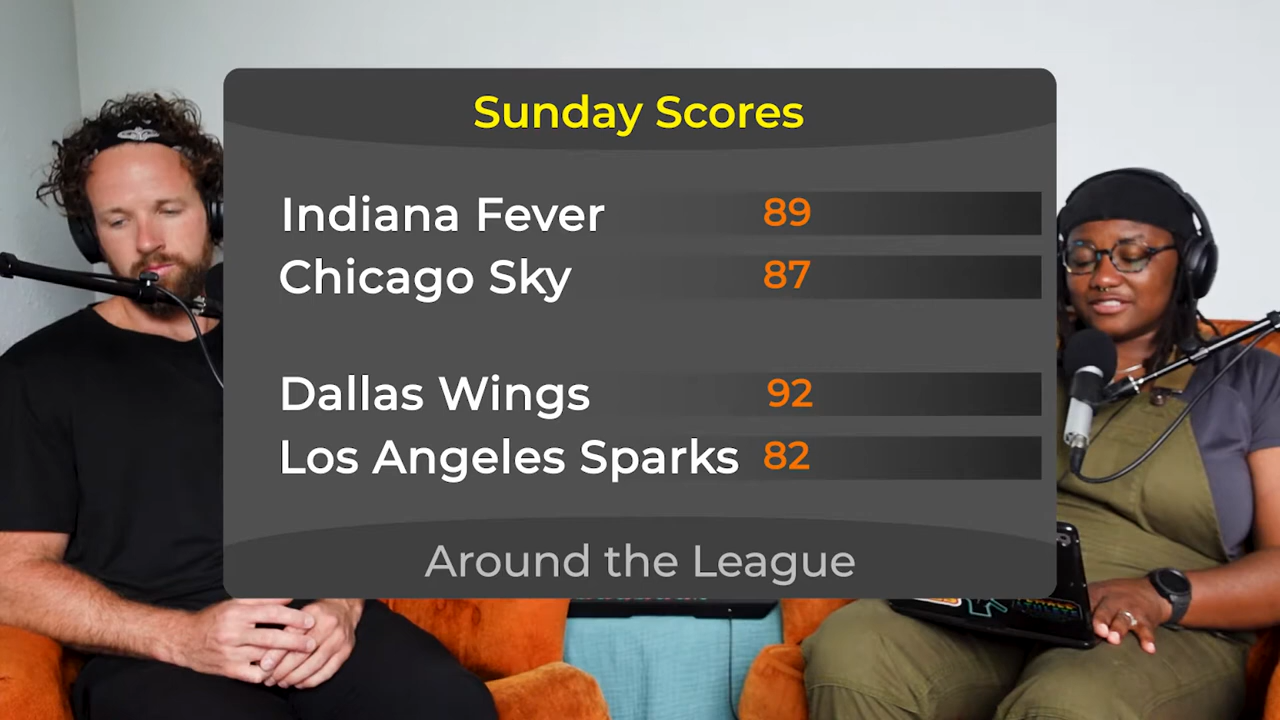 Sunday Scores
Indiana Fever 89
Chicago Sky 87
Dallas Wings 92
Los Angeles Sparks 82
Around the League